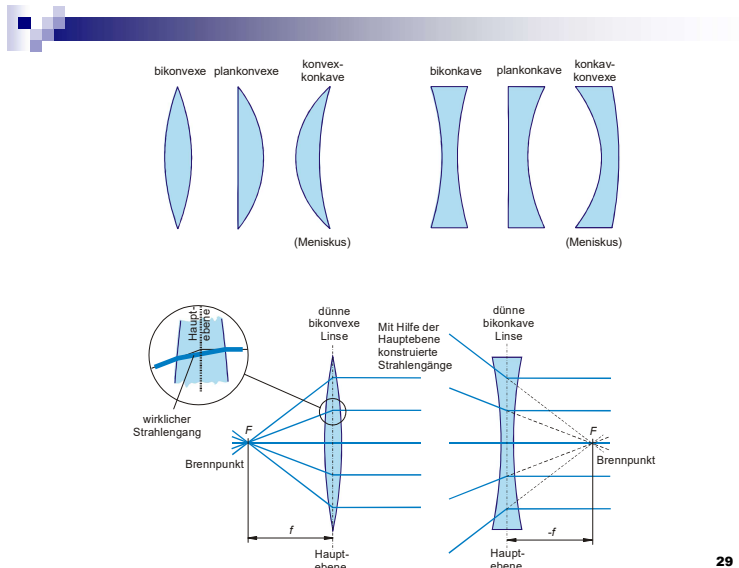 bikonvexe
plankonvexe
konvex-
konkave
bikonkave
plankonkave
konkav-
konvexe
(Meniskus)
(Meniskus)
Haupt-
ebene
wirklicher
Strahlengang
dünne
bikonvexe
Linse
Mit Hilfe der
Hauptebene
konstruierte
Strahlengänge
dünne
bikonkave
Linse
F
Brennpunkt
F
Brennpunkt
f
-f
Haupt-
ebene
Haupt-
ebene
29